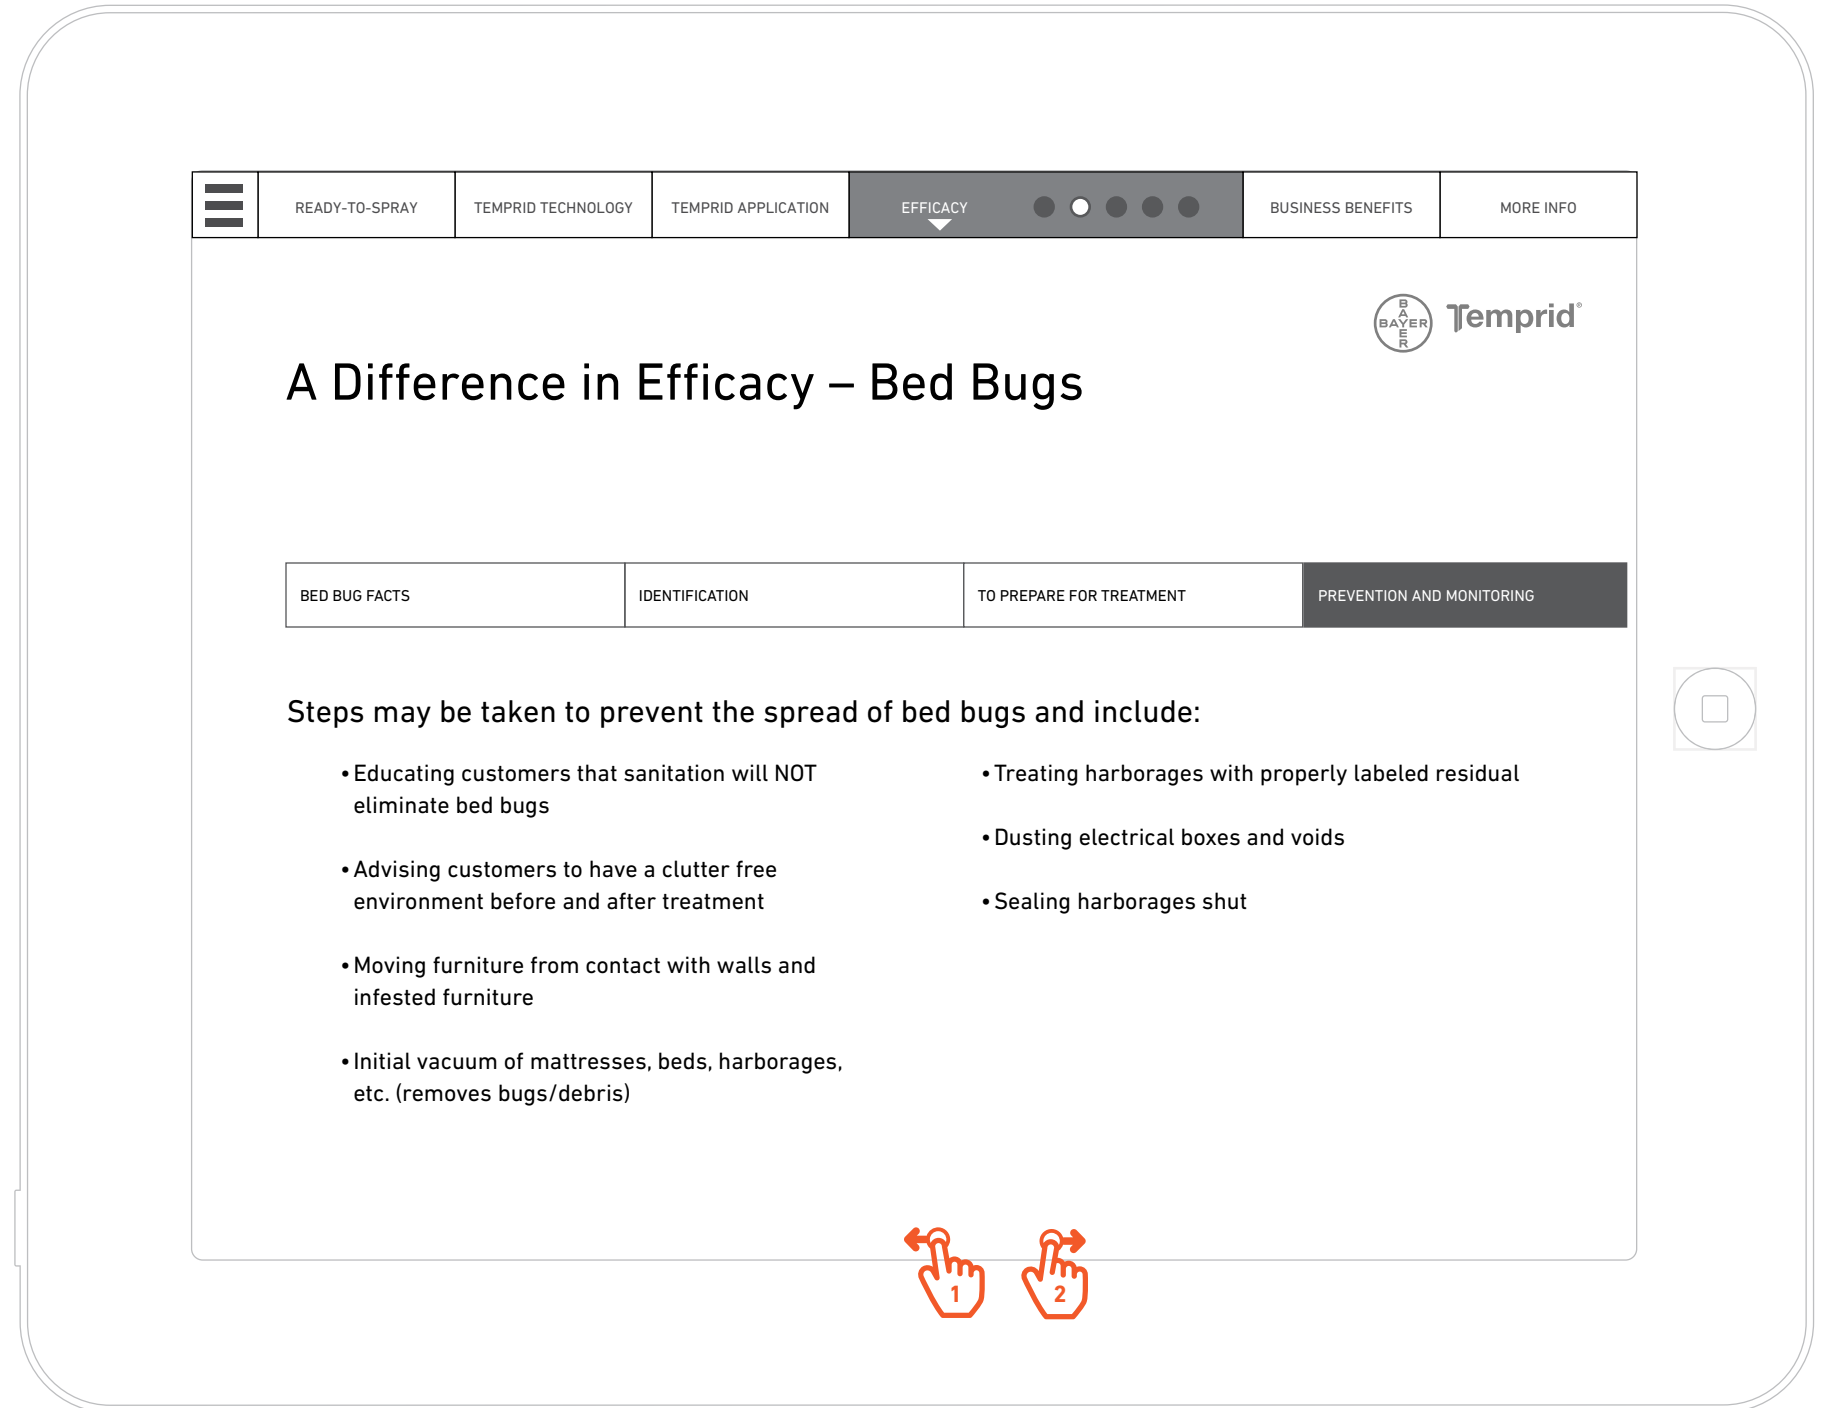 READY-TO-SPRAY
TEMPRID TECHNOLOGY
TEMPRID APPLICATION
EFFICACY
BUSINESS BENEFITS
MORE INFO
BAYER
BAYER
Temprid®
A Difference in Efficacy – Bed Bugs
BED BUG FACTS
IDENTIFICATION
TO PREPARE FOR TREATMENT
PREVENTION AND MONITORING
Steps may be taken to prevent the spread of bed bugs and include:
• Educating customers that sanitation will NOT
eliminate bed bugs
• Advising customers to have a clutter free
environment before and after treatment
• Moving furniture from contact with walls and
infested furniture
• Initial vacuum of mattresses, beds, harborages,
etc. (removes bugs/debris)
• Treating harborages with properly labeled residual
• Dusting electrical boxes and voids
• Sealing harborages shut
1
2